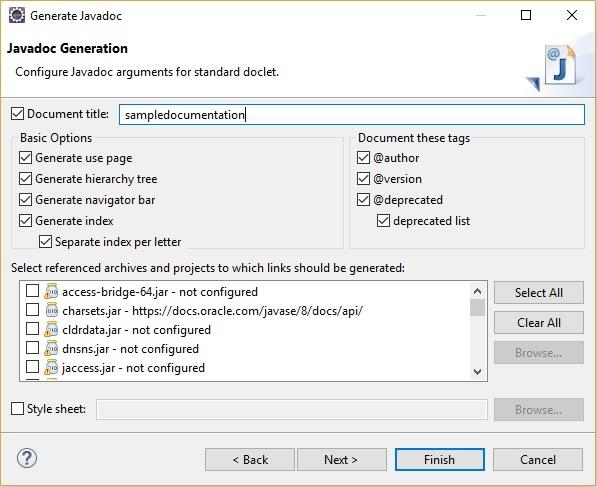 Generate Javadoc
Javadoc Generation
Configure Javadoc arguments for standard doclet.
Document title: sampledocumentation
Basic Options
Generate use page
Generate hierarchy tree
Generate navigator bar
Generate index
Separate index per letter
Document these tags
@author
@version
@deprecated
deprecated list
Select referenced archives and projects to which links should be generated:
access-bridge-64.jar - not configured
charsets.jar - https://docs.oracle.com/javase/8/docs/api/
cldrdata.jar - not configured
dnsns.jar - not configured
jaccess.jar - not configured
Select All
Clear All
Browse...
Style sheet:
Browse...
< Back
Next >
Finish
Cancel